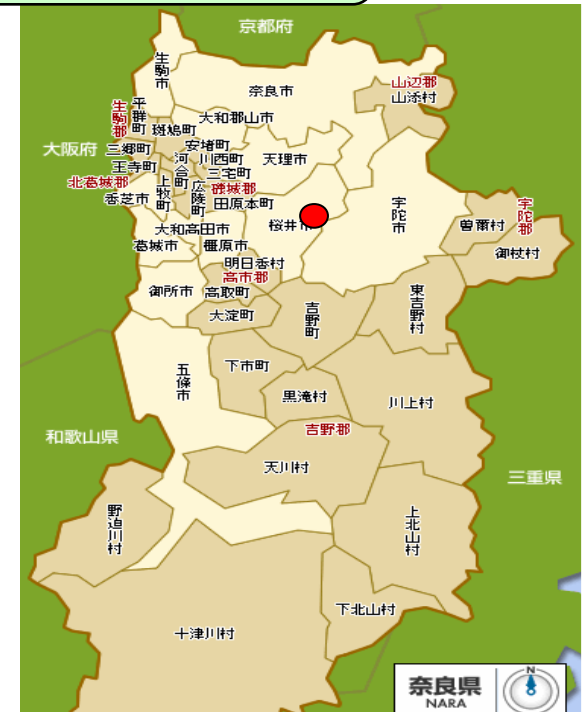 京都府
生駒市
奈良市
山辺郡
山添村
生駒郡
平群町
大和郡山市
斑鳩町
大阪府
三郷町
安堵町
河合町
川西町
天理市
王寺町
三宅町
北葛城郡
上牧町
広陵町
磯城郡
香芝市
田原本町
宇陀市
宇陀郡
曽爾村
桜井市
大和高田市
葛城市
橿原市
御杖村
明日香村
高市郡
御所市
高取町
東吉野村
大淀町
吉野町
五條市
下市町
黒滝村
川上村
吉野郡
和歌山県
天川村
三重県
野迫川村
上北山村
下北山村
十津川村
奈良県
NARA
N